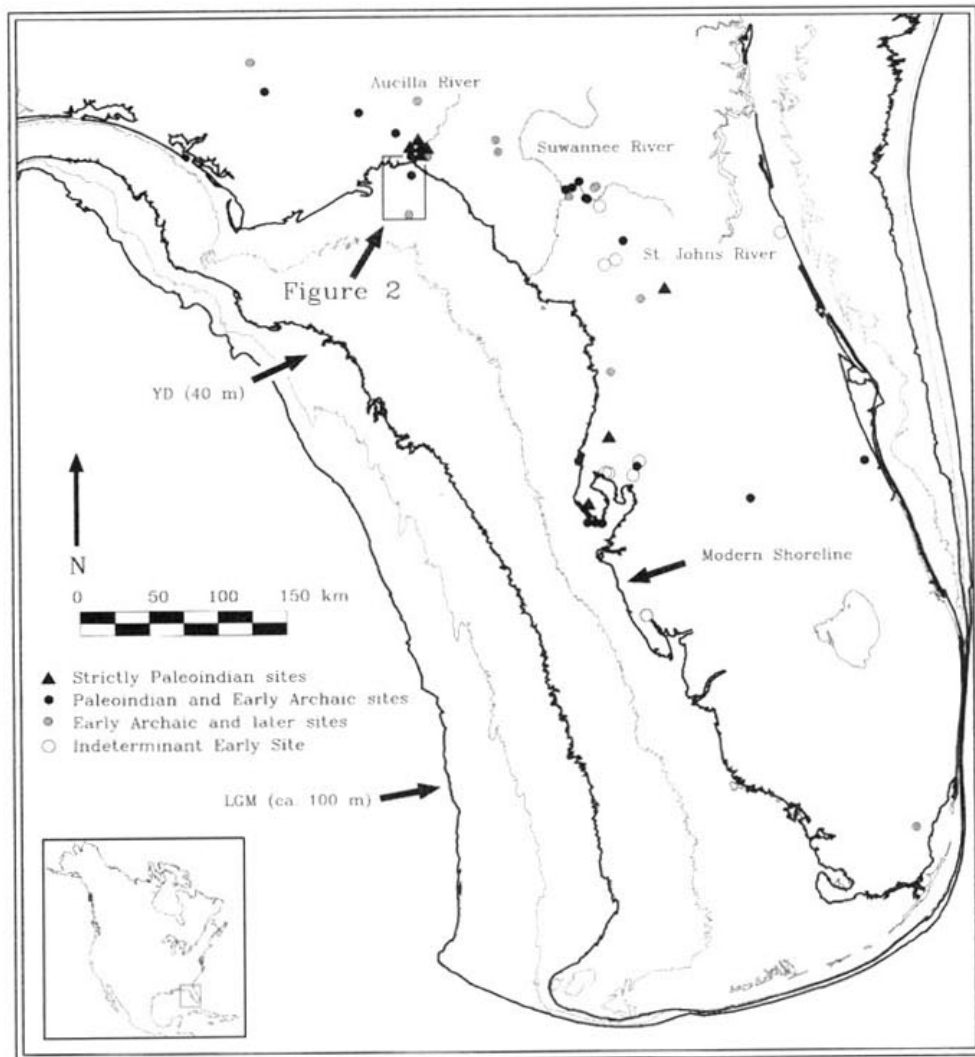 Aucilla River
Suwannee River
St. Johns River
Figure 2
YD (40 m)
N
Modern Shoreline
0 50 100 150 km
Strictly Paleoindian sites
Paleoindian and Early Archaic sites
Early Archaic and later sites
Indeterminant Early Site
LGM (ca. 100 m)